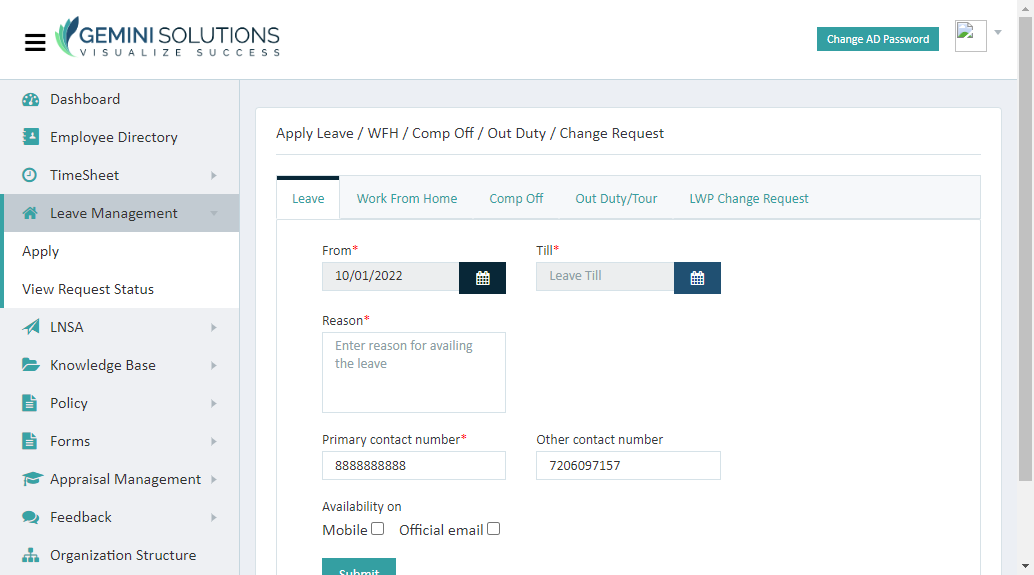 GEMINI SOLUTIONS
VISUALIZE SUCCESS
Change AD Password
Dashboard
Employee Directory
TimeSheet
Leave Management
Apply
View Request Status
LNSA
Knowledge Base
Policy
Forms
Appraisal Management
Feedback
Organization Structure
Apply Leave / WFH / Comp Off / Out Duty / Change Request
Leave Work From Home Comp Off Out Duty/Tour LWP Change Request
From* Till*
10/01/2022 Leave Till
Reason*
Enter reason for availing
the leave
Primary contact number* Other contact number
8888888888 7206097157
Availability on
Mobile Official email
Submit